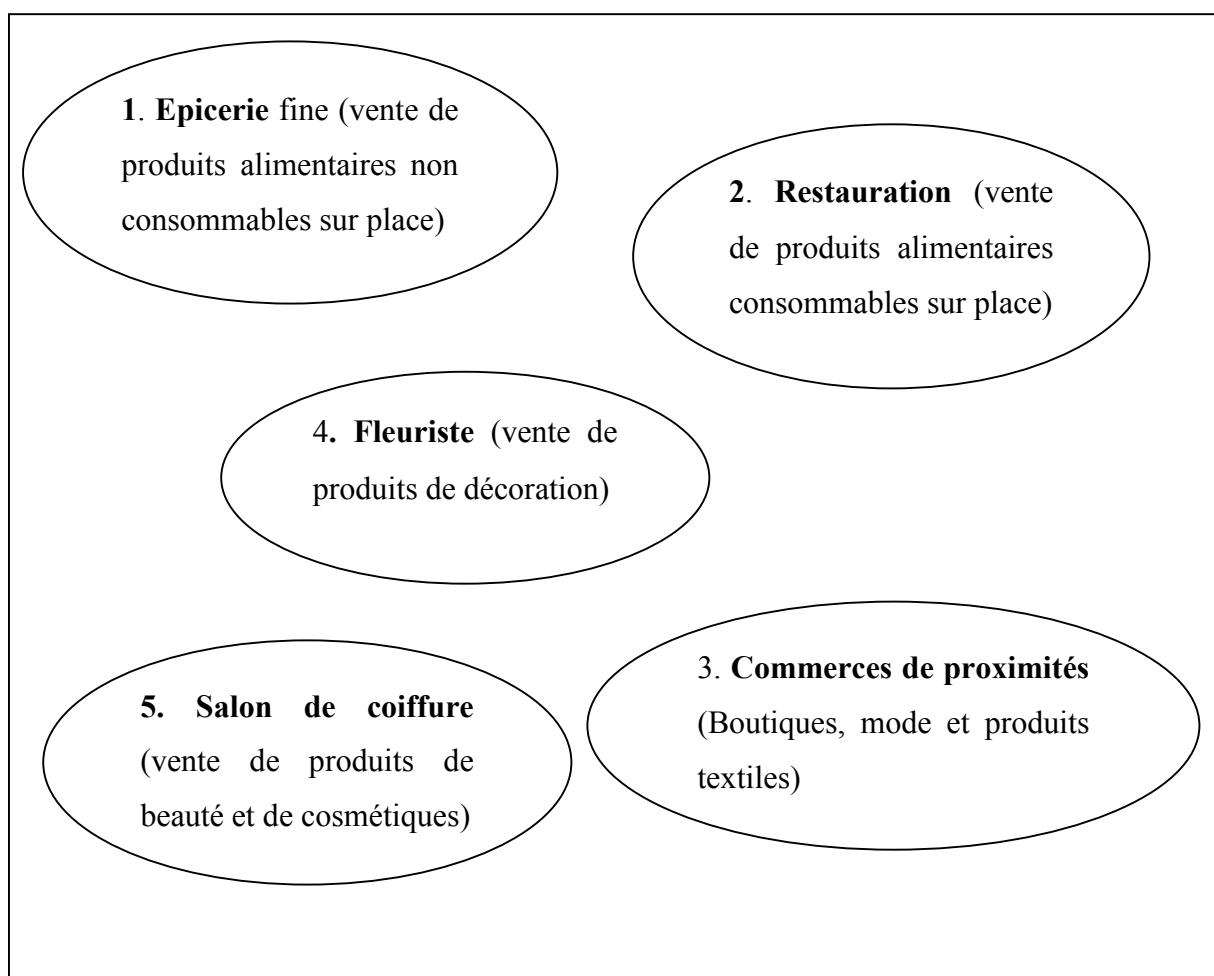 1. Epicerie fine (vente de
produits alimentaires non
consommables sur place)
2. Restauration (vente
de produits alimentaires
consommables sur place)
4. Fleuriste (vente de
produits de décoration)
3. Commerces de proximités
(Boutiques, mode et produits
textiles)
5. Salon de coiffure
(vente de produits de
beauté et de cosmétiques)